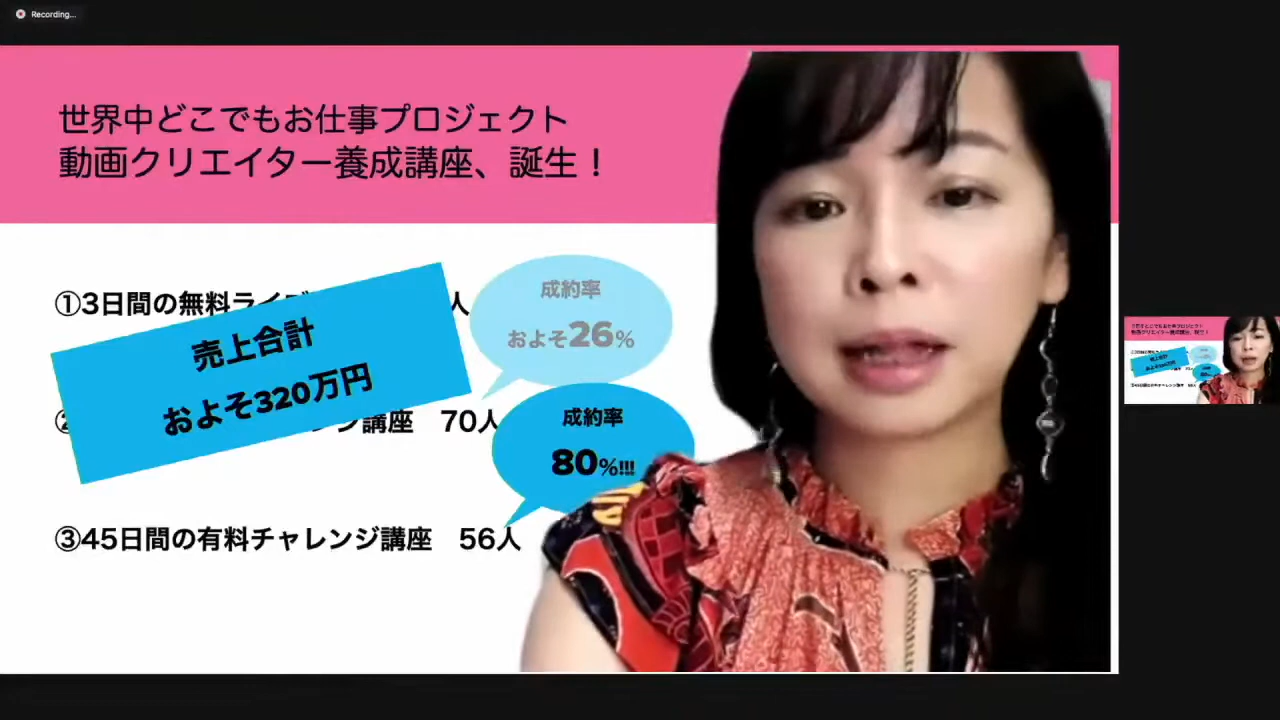 Recording...
世界中どこでもお仕事プロジェクト
動画クリエイター養成講座、誕生！
①3日間の無料ライブ
人
成約率
およそ26%
売上合計
およそ320万円
講座 70人
成約率
80%!!!
③45日間の有料チャレンジ講座 56人